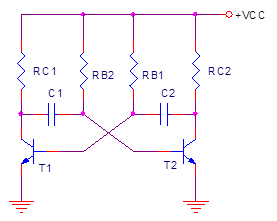 +VCC
RC1 RB2 RB1 RC2
C1 C2
T1 T2